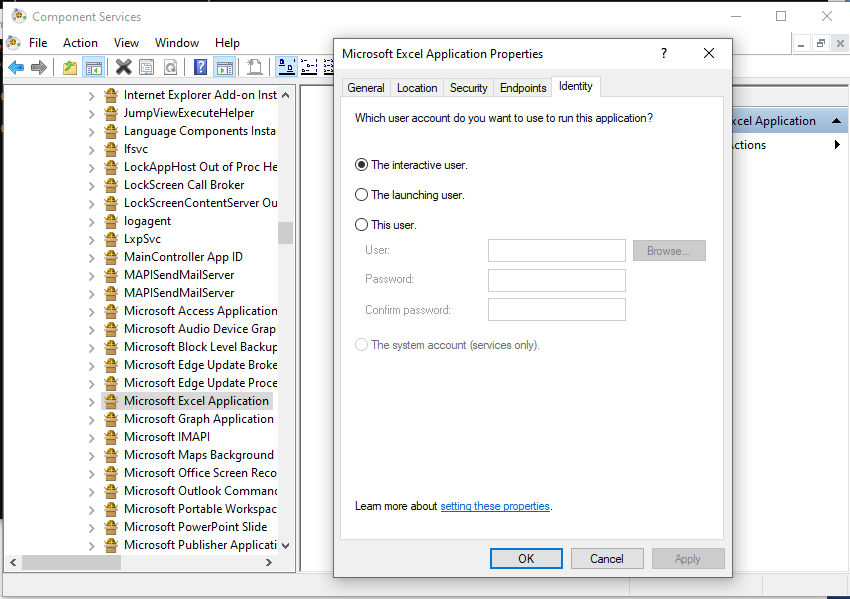 Component Services
File Action View Window Help
Internet Explorer Add-on Inst
JumpViewExecuteHelper
Language Components Insta
lfsvc
LockAppHost Out of Proc He
LockScreen Call Broker
LockScreenContentServer Ou
logagent
LxpSvc
MainController App ID
MAPISendMailServer
MAPISendMailServer
Microsoft Access Application
Microsoft Audio Device Grap
Microsoft Block Level Backup
Microsoft Edge Update Broke
Microsoft Edge Update Proce
Microsoft Excel Application
Microsoft Graph Application
Microsoft IMAPI
Microsoft Maps Background
Microsoft Office Screen Reco
Microsoft Outlook Command
Microsoft Portable Workspac
Microsoft PowerPoint Slide
Microsoft Publisher Applicati
Microsoft Excel Application Properties
General Location Security Endpoints Identity
Which user account do you want to use to run this application?
The interactive user.
The launching user.
This user.
User:
Browse...
Password:
Confirm password:
The system account (services only).
Learn more about setting these properties.
OK Cancel Apply
xcel Application
ctions